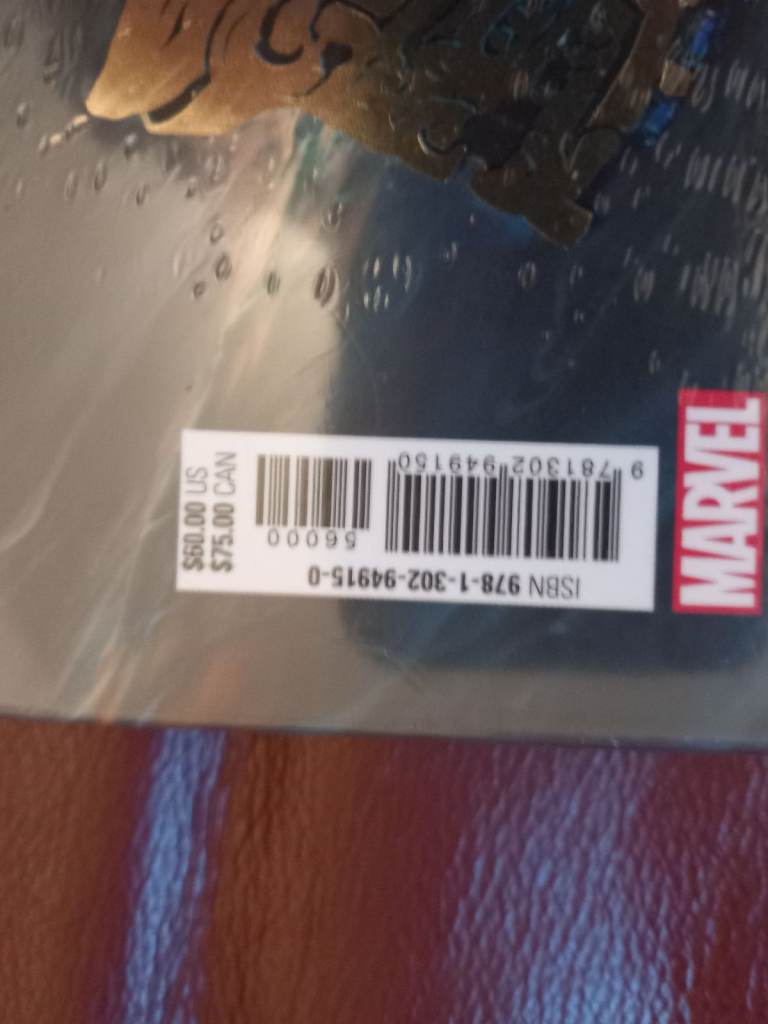 MARVEL
ISBN 978-1-302-94915-0
9 781302 949150
56000
$60.00 US
$75.00 CAN